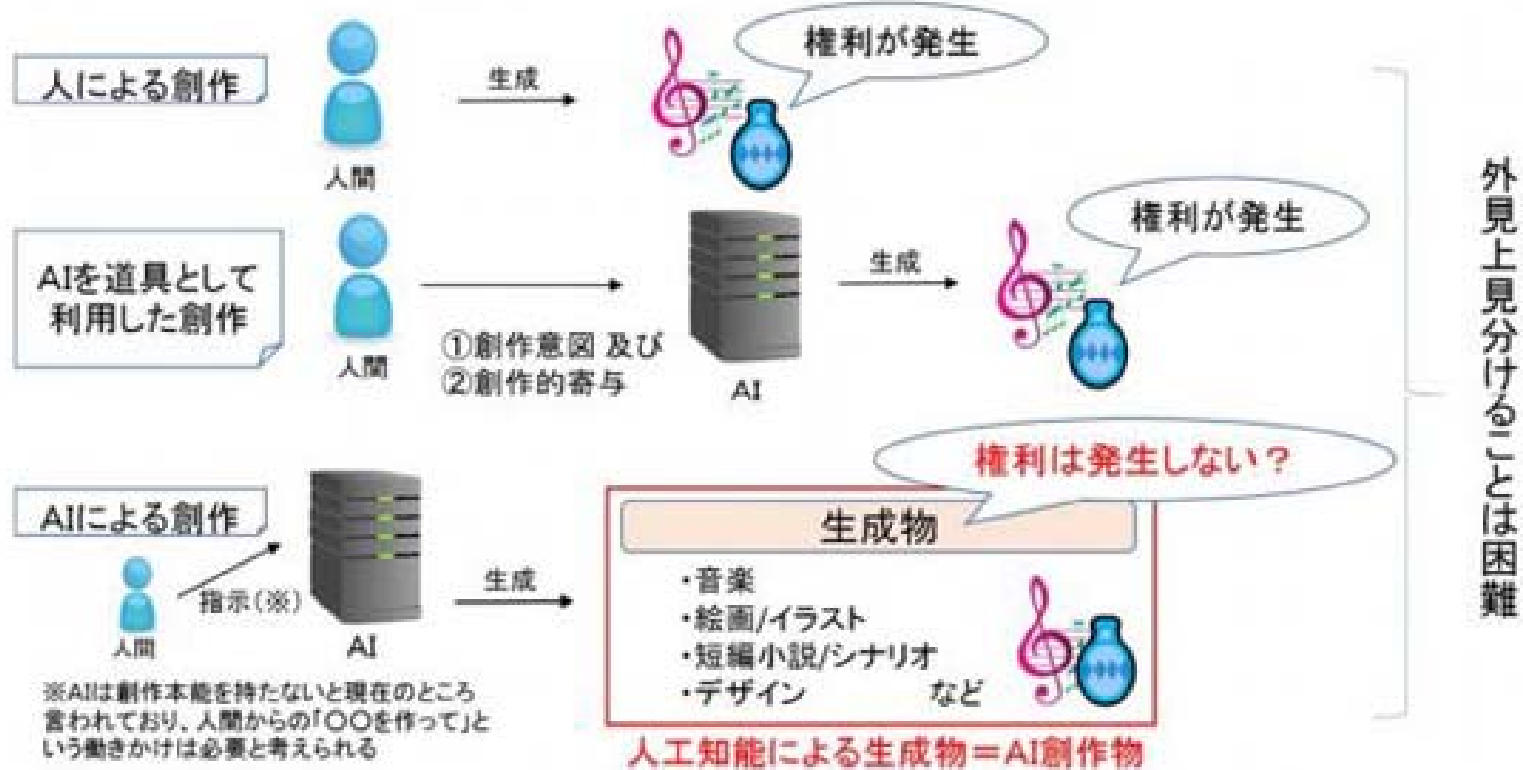 権利が発生
人による創作
生成
人間
権利が発生
AIを道具として
利用した創作
生成
①創作意図 及び
②創作的寄与
人間
AI
権利は発生しない？
AIによる創作
生成物
生成
・音楽
・絵画/イラスト
・短編小説/シナリオ
・デザイン など
指示(※)
人間
AI
※AIは創作本能を持たないと現在のところ
言われており、人間からの「〇〇を作って」と
いう働きかけは必要と考えられる
人工知能による生成物＝AI創作物
外見上見分けることは困難